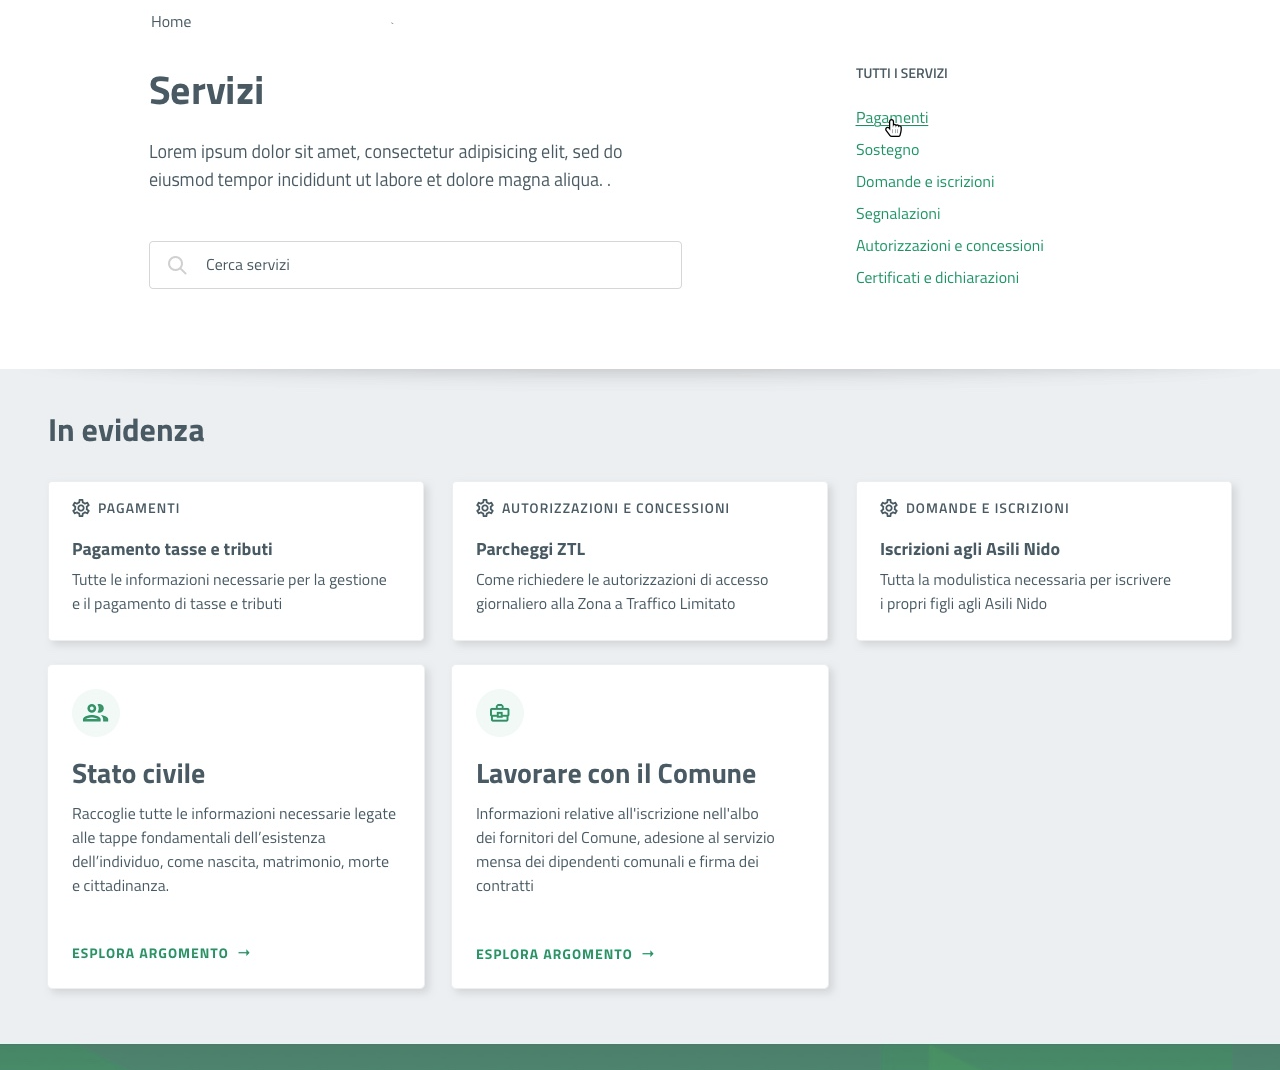 Home
Servizi
Lorem ipsum dolor sit amet, consectetur adipisicing elit, sed do
eiusmod tempor incididunt ut labore et dolore magna aliqua. .
Cerca servizi
TUTTI I SERVIZI
Pagamenti
Sostegno
Domande e iscrizioni
Segnalazioni
Autorizzazioni e concessioni
Certificati e dichiarazioni
In evidenza
PAGAMENTI
Pagamento tasse e tributi
Tutte le informazioni necessarie per la gestione
e il pagamento di tasse e tributi
AUTORIZZAZIONI E CONCESSIONI
Parcheggi ZTL
Come richiedere le autorizzazioni di accesso
giornaliero alla Zona a Traffico Limitato
DOMANDE E ISCRIZIONI
Iscrizioni agli Asili Nido
Tutta la modulistica necessaria per iscrivere
i propri figli agli Asili Nido
Stato civile
Raccoglie tutte le informazioni necessarie legate
alle tappe fondamentali dell’esistenza
dell’individuo, come nascita, matrimonio, morte
e cittadinanza.
ESPLORA ARGOMENTO →
Lavorare con il Comune
Informazioni relative all'iscrizione nell'albo
dei fornitori del Comune, adesione al servizio
mensa dei dipendenti comunali e firma dei
contratti
ESPLORA ARGOMENTO →